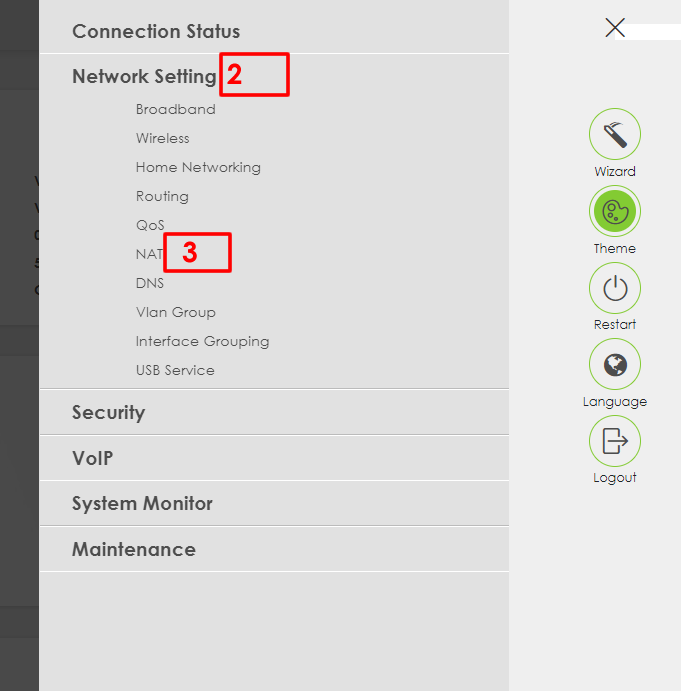 Connection Status
Network Setting 2
Broadband
Wireless
Home Networking
Routing
QoS
NAT 3
DNS
Vlan Group
Interface Grouping
USB Service
Security
VoIP
System Monitor
Maintenance
Wizard
Theme
Restart
Language
Logout